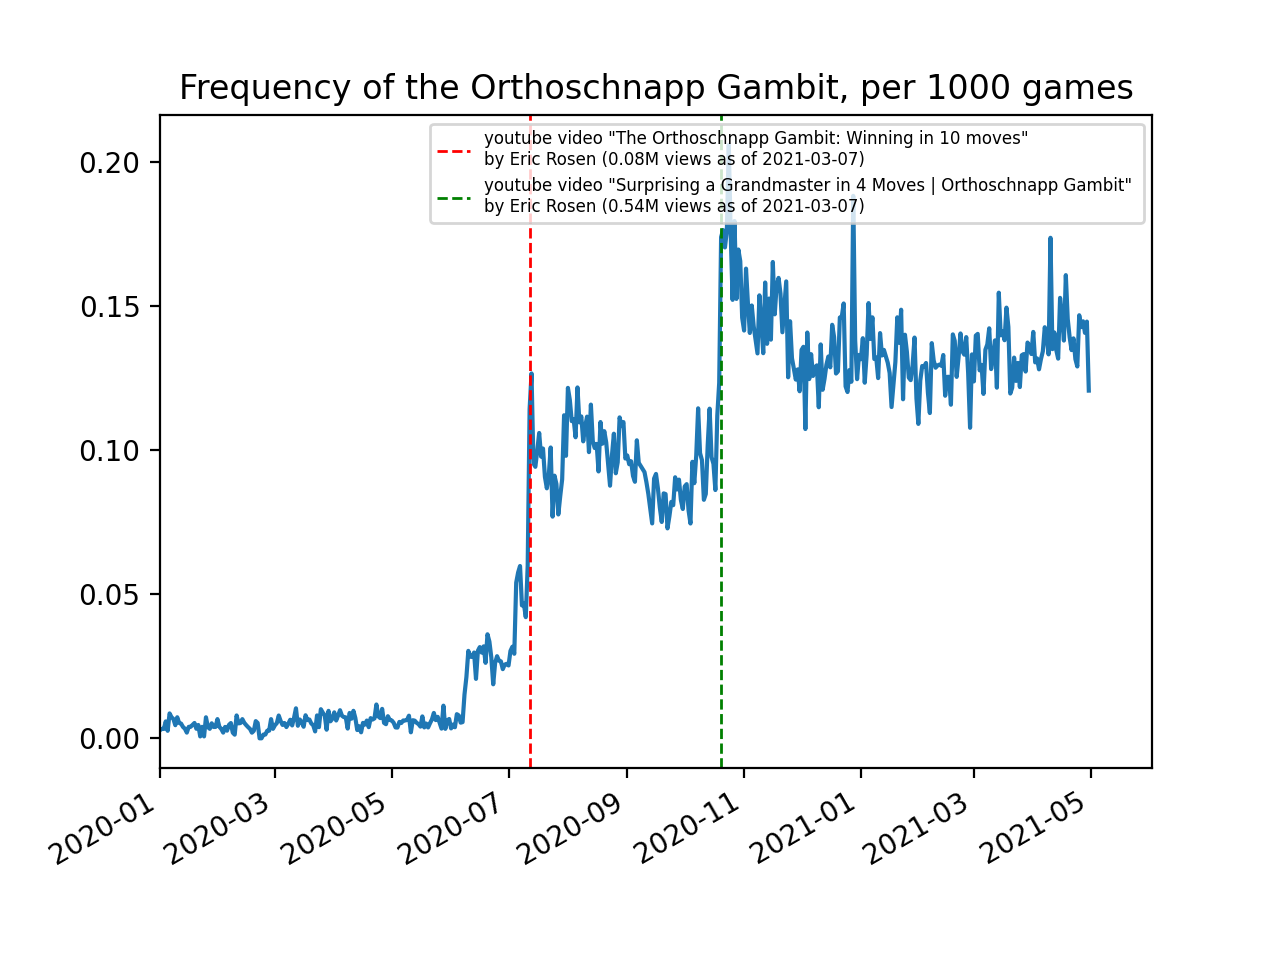 Frequency of the Orthoschnapp Gambit, per 1000 games
youtube video "The Orthoschnapp Gambit: Winning in 10 moves"
by Eric Rosen (0.08M views as of 2021-03-07)
youtube video "Surprising a Grandmaster in 4 Moves | Orthoschnapp Gambit"
by Eric Rosen (0.54M views as of 2021-03-07)
0.20
0.15
0.10
0.05
0.00
2020-01
2020-03
2020-05
2020-07
2020-09
2020-11
2021-01
2021-03
2021-05